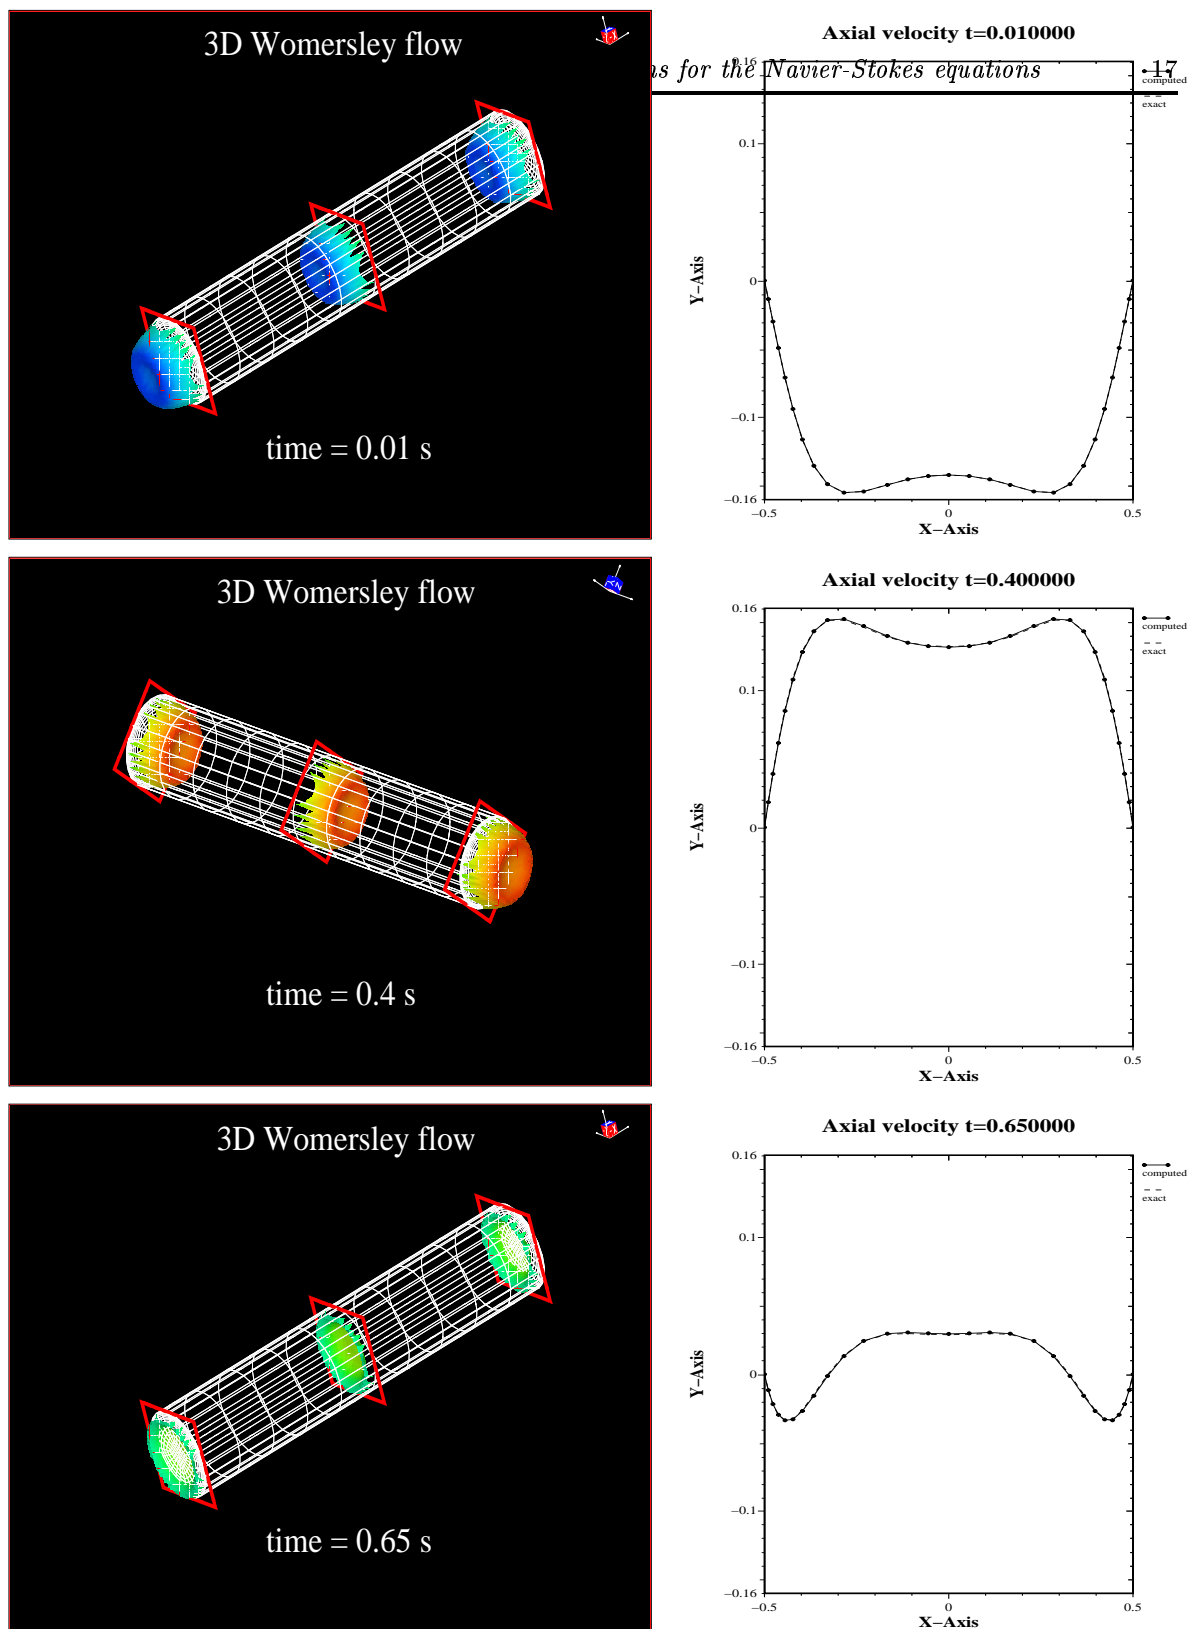 3D Womersley flow
time = 0.01 s
Axial velocity t=0.010000
ns for the Navier-Stokes equations 17
computed
exact
0.16
0.1
0
−0.1
−0.16
−0.5
0
0.5
Y−Axis
X−Axis
3D Womersley flow
time = 0.4 s
Axial velocity t=0.400000
computed
exact
0.16
0.1
0
−0.1
−0.16
−0.5
0
0.5
Y−Axis
X−Axis
3D Womersley flow
time = 0.65 s
Axial velocity t=0.650000
computed
exact
0.16
0.1
0
−0.1
−0.16
−0.5
0
0.5
Y−Axis
X−Axis